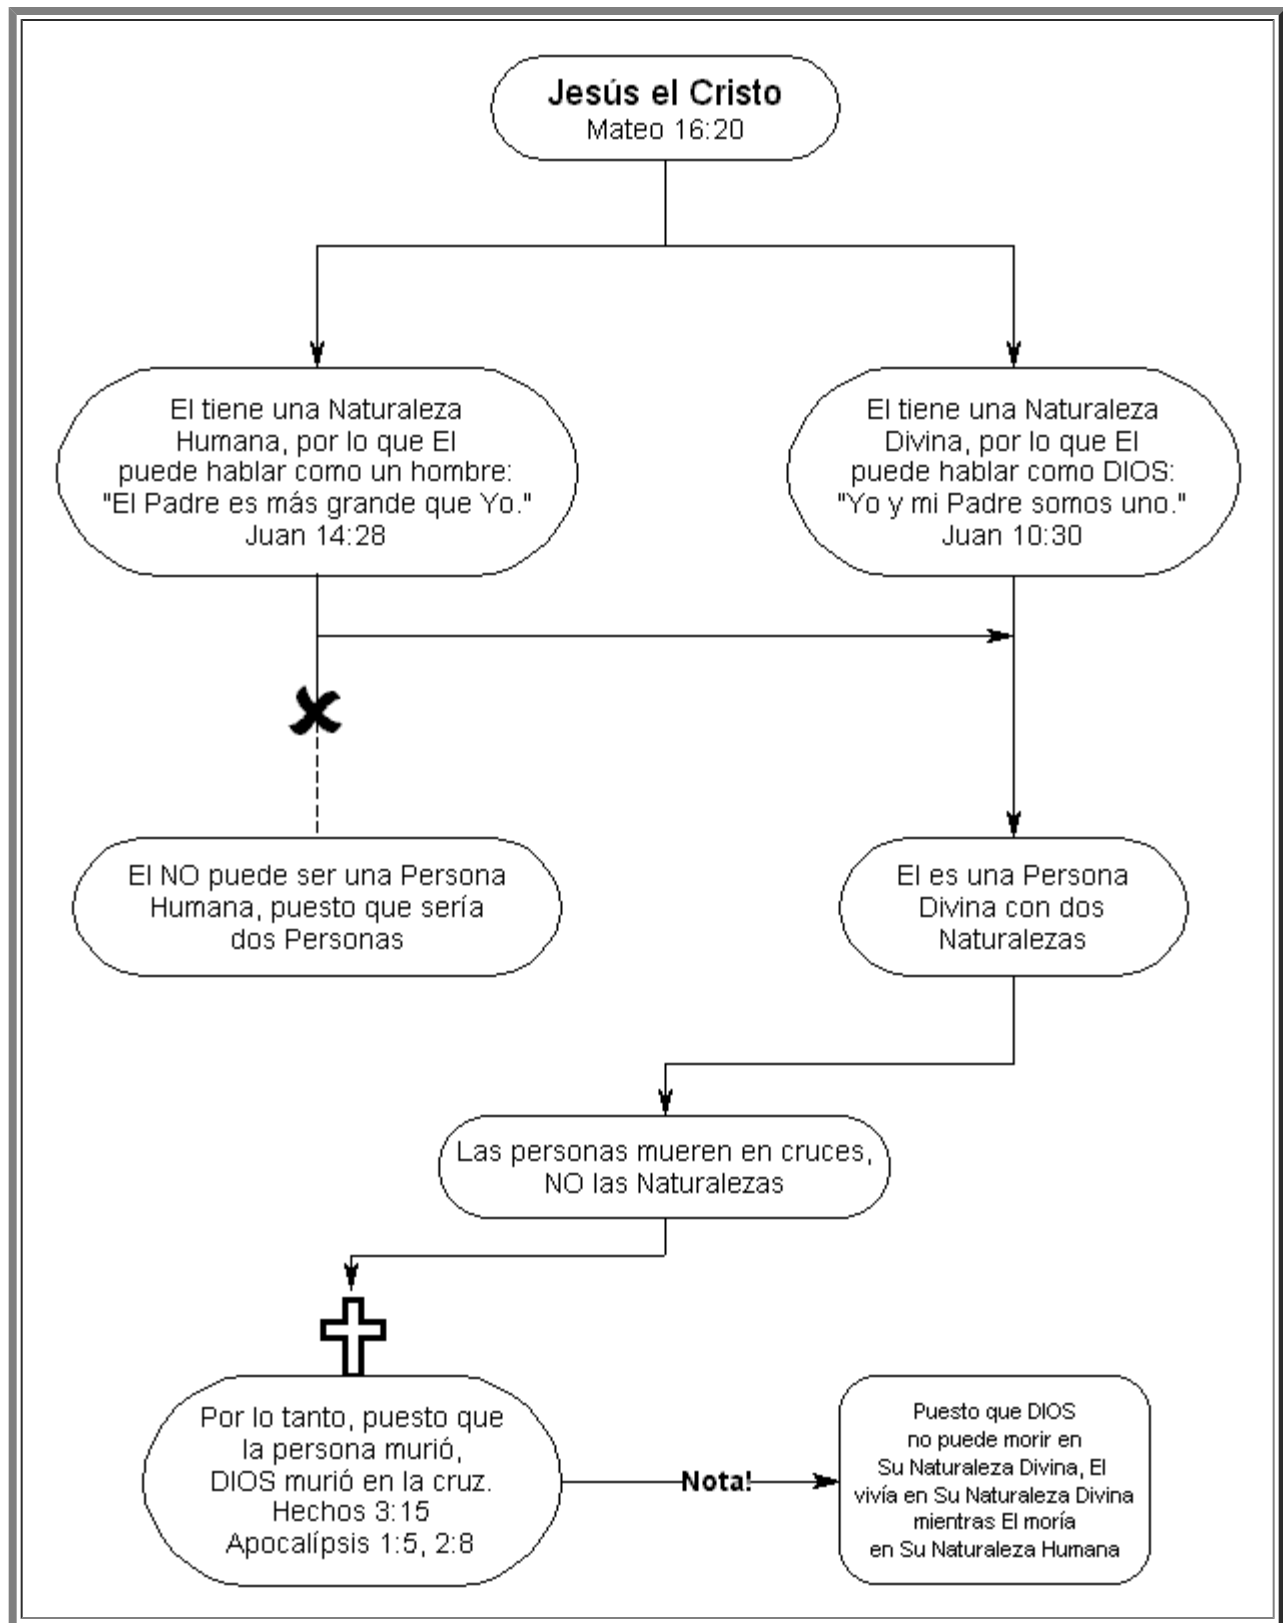 Jesús el Cristo
Mateo 16:20
El tiene una Naturaleza
Humana, por lo que El
puede hablar como un hombre:
"El Padre es más grande que Yo."
Juan 14:28
El tiene una Naturaleza
Divina, por lo que El
puede hablar como DIOS:
"Yo y mi Padre somos uno."
Juan 10:30
El NO puede ser una Persona
Humana, puesto que sería
dos Personas
El es una Persona
Divina con dos
Naturalezas
Las personas mueren en cruces,
NO las Naturalezas
Por lo tanto, puesto que
la persona murió,
DIOS murió en la cruz.
Hechos 3:15
Apocalípsis 1:5, 2:8
Nota!
Puesto que DIOS
no puede morir en
Su Naturaleza Divina, El
vivía en Su Naturaleza Divina
mientras El moría
en Su Naturaleza Humana